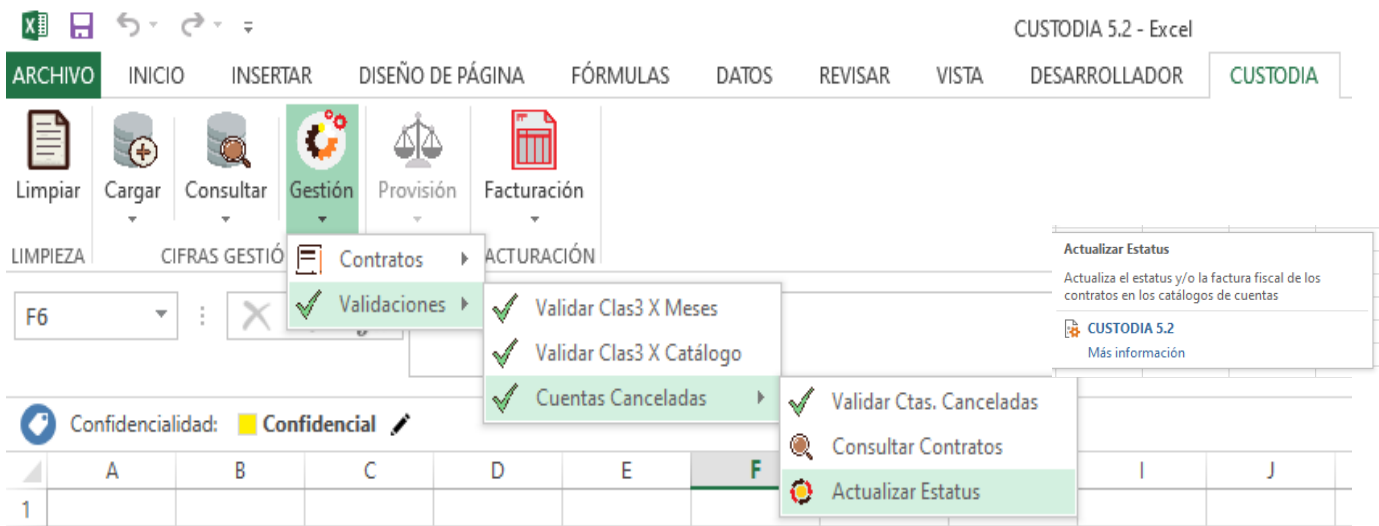 CUSTODIA 5.2 - Excel
ARCHIVO INICIO INSERTAR DISEÑO DE PÁGINA FÓRMULAS DATOS REVISAR VISTA DESARROLLADOR CUSTODIA
Limpiar Cargar Consultar Gestión Provisión Facturación
LIMPIEZA CIFRAS GESTIÓ ACTURACIÓN
Contratos
Validaciones
Validar Clas3 X Meses
Validar Clas3 X Catálogo
Cuentas Canceladas
Validar Ctas. Canceladas
Consultar Contratos
Actualizar Estatus
Actualizar Estatus
Actualiza el estatus y/o la factura fiscal de los
contratos en los catálogos de cuentas
CUSTODIA 5.2
Más información
F6
Confidencialidad: Confidencial
A B C D E F I J
1